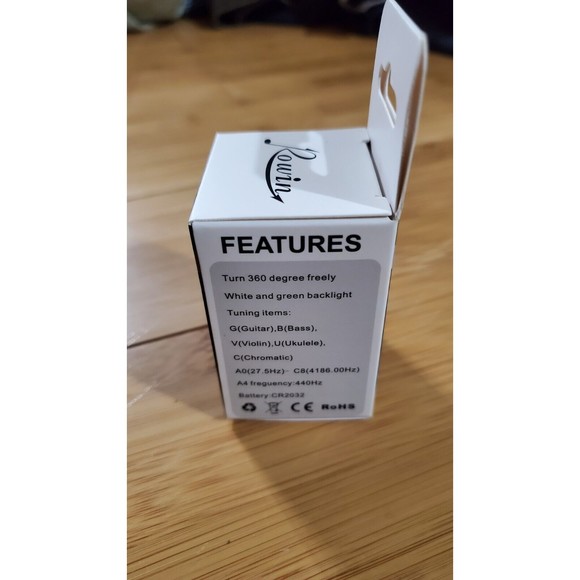 Rowin
FEATURES
Turn 360 degree freely
White and green backlight
Tuning items:
G(Guitar),B(Bass),
V(Violin),U(Ukulele),
C(Chromatic)
A0(27.5Hz)- C8(4186.00Hz)
A4 freguency:440Hz
Battery:CR2032
CE RoHS